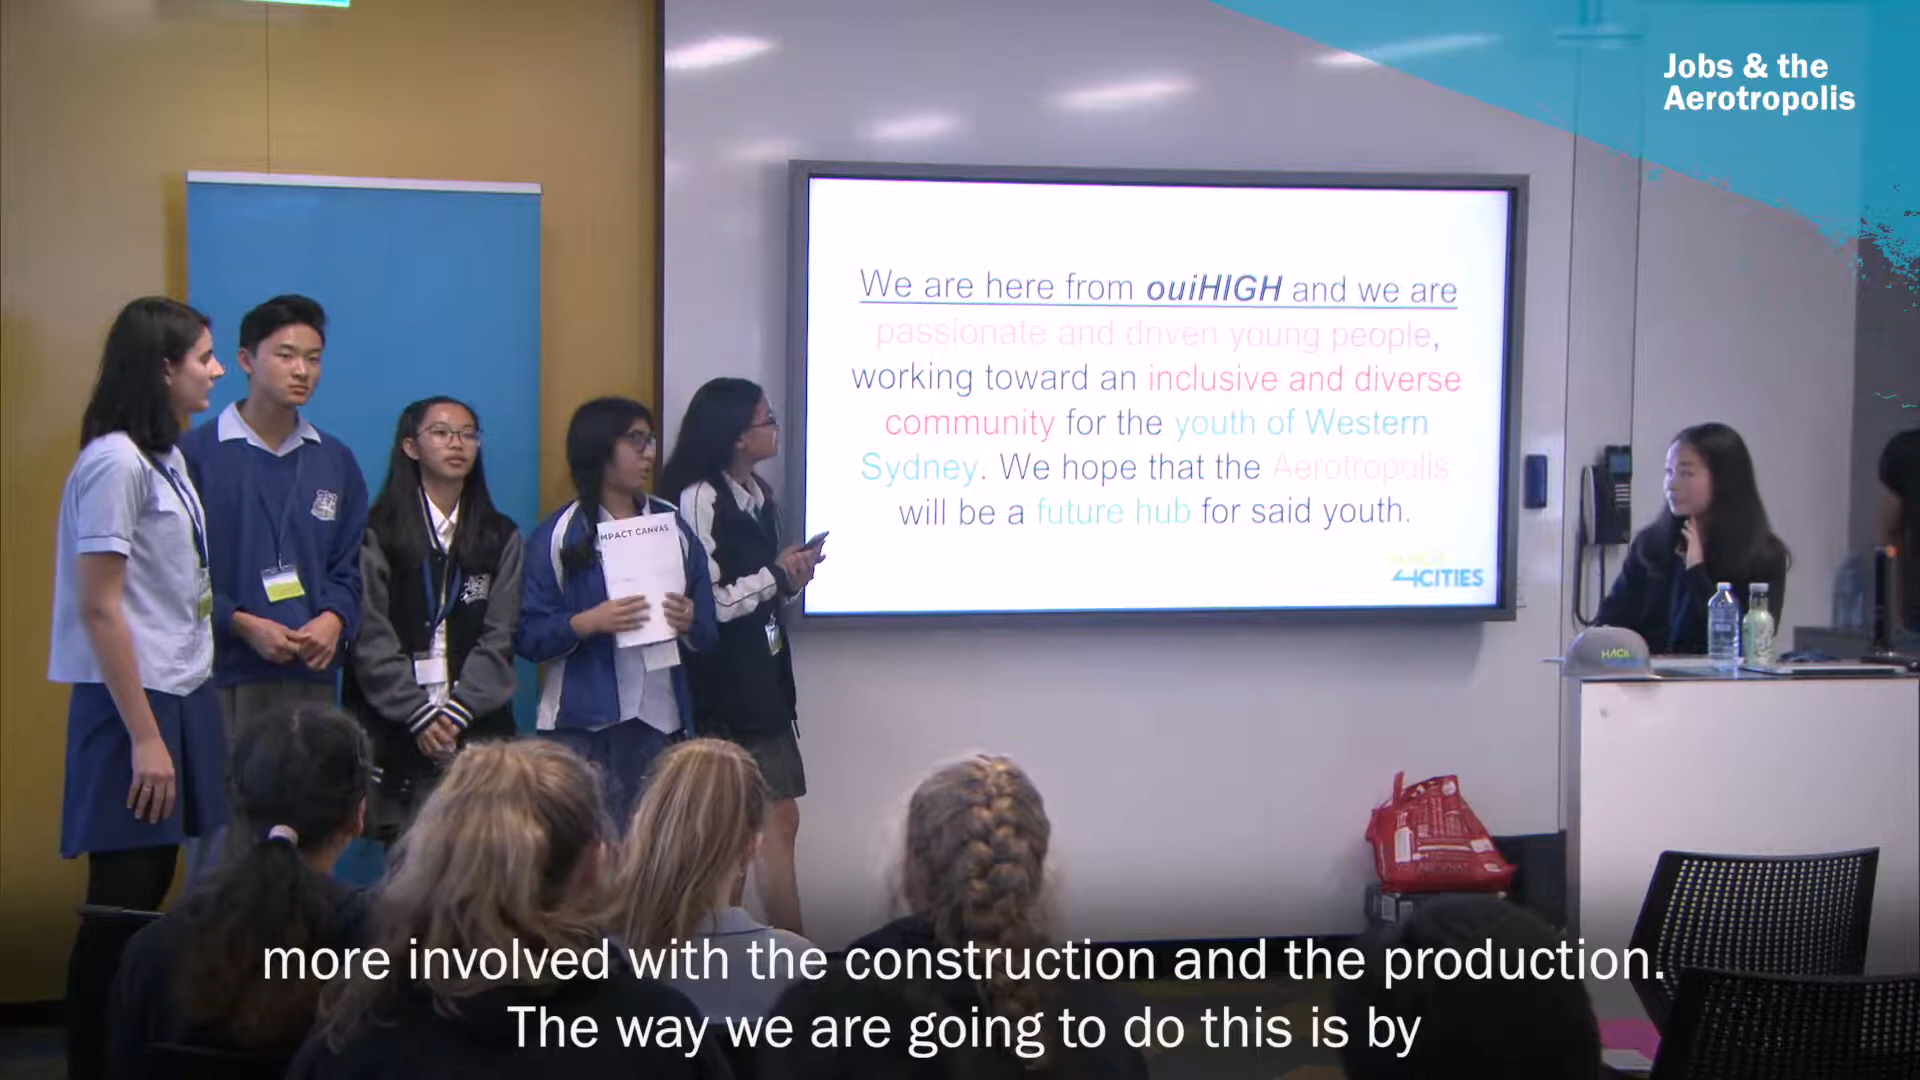 Jobs & the
Aerotropolis
We are here from ouiHIGH and we are
passionate and driven young people,
working toward an inclusive and diverse
community for the youth of Western
Sydney. We hope that the Aerotropolis
will be a future hub for said youth.
4CITIES
MPACT CANVAS
HACK
more involved with the construction and the production.
The way we are going to do this is by